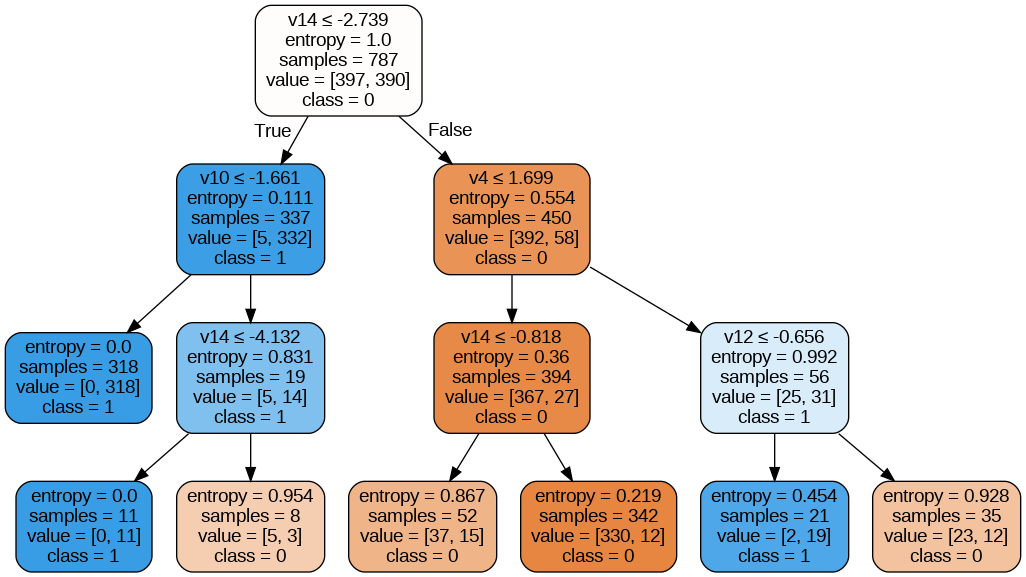 v14 ≤ -2.739
entropy = 1.0
samples = 787
value = [397, 390]
class = 0
True
False
v10 ≤ -1.661
entropy = 0.111
samples = 337
value = [5, 332]
class = 1
v4 ≤ 1.699
entropy = 0.554
samples = 450
value = [392, 58]
class = 0
entropy = 0.0
samples = 318
value = [0, 318]
class = 1
v14 ≤ -4.132
entropy = 0.831
samples = 19
value = [5, 14]
class = 1
v14 ≤ -0.818
entropy = 0.36
samples = 394
value = [367, 27]
class = 0
v12 ≤ -0.656
entropy = 0.992
samples = 56
value = [25, 31]
class = 1
entropy = 0.0
samples = 11
value = [0, 11]
class = 1
entropy = 0.954
samples = 8
value = [5, 3]
class = 0
entropy = 0.867
samples = 52
value = [37, 15]
class = 0
entropy = 0.219
samples = 342
value = [330, 12]
class = 0
entropy = 0.454
samples = 21
value = [2, 19]
class = 1
entropy = 0.928
samples = 35
value = [23, 12]
class = 0